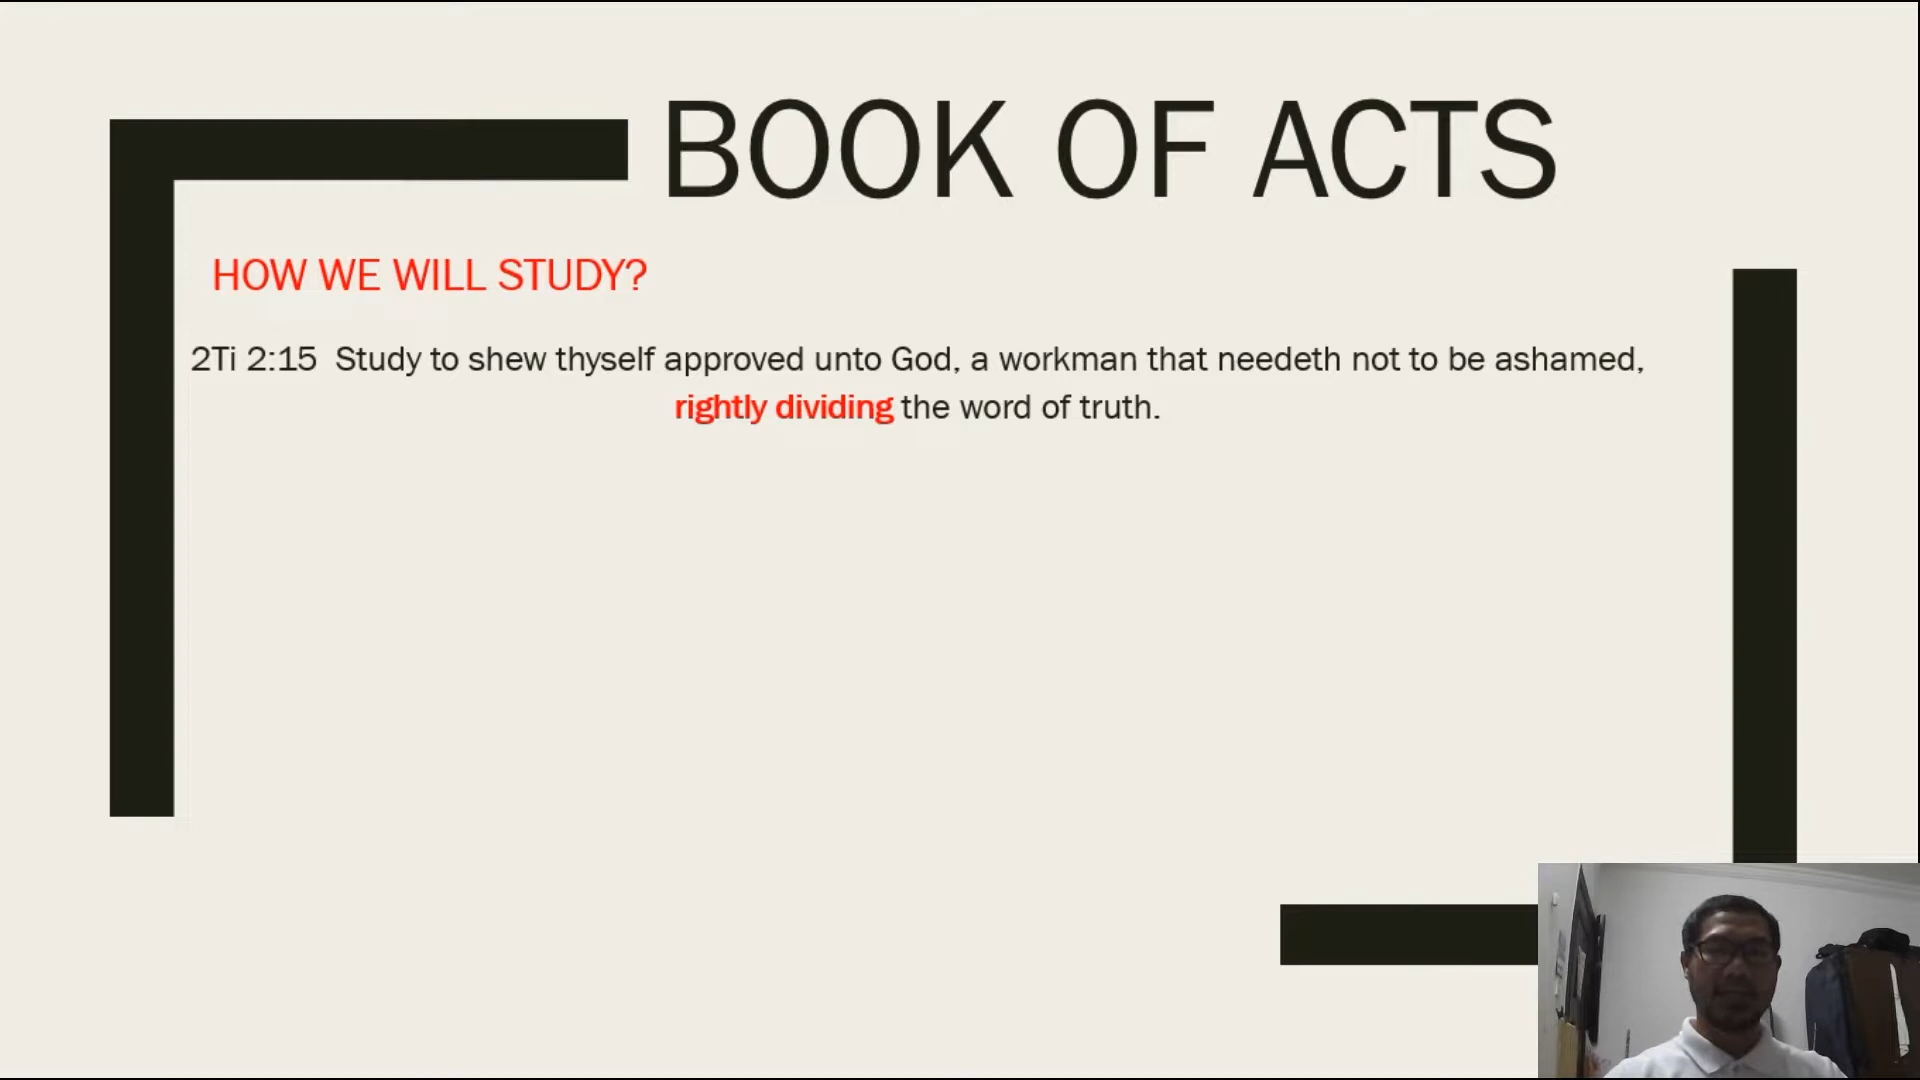 BOOK OF ACTS
HOW WE WILL STUDY?
2Ti 2:15  Study to shew thyself approved unto God, a workman that needeth not to be ashamed,
rightly dividing the word of truth.